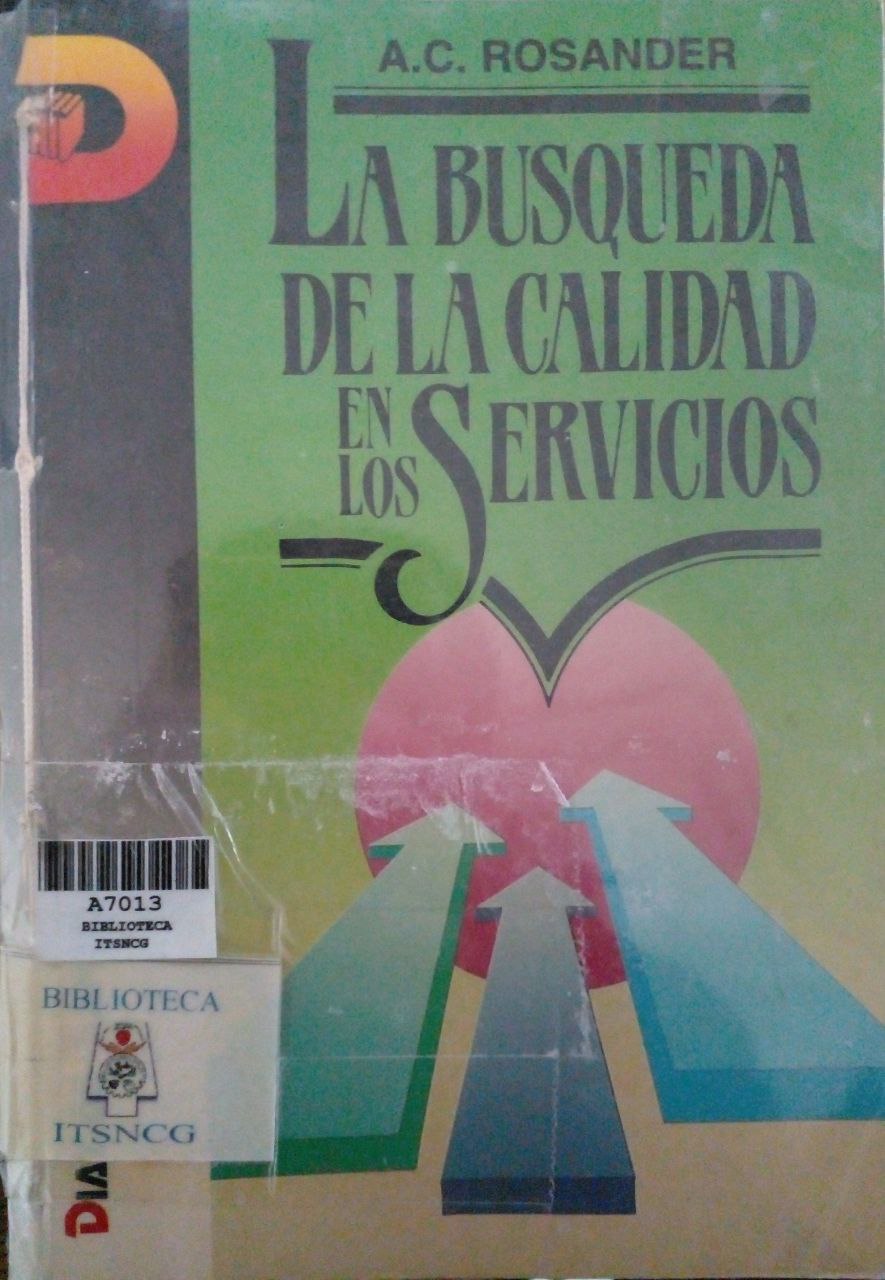 A.C. ROSANDER
LA BUSQUEDA
DE LA CALIDAD
EN
LOS SERVICIOS
A7013
BIBLIOTECA
ITSNCG
BIBLIOTECA
ITSNCG